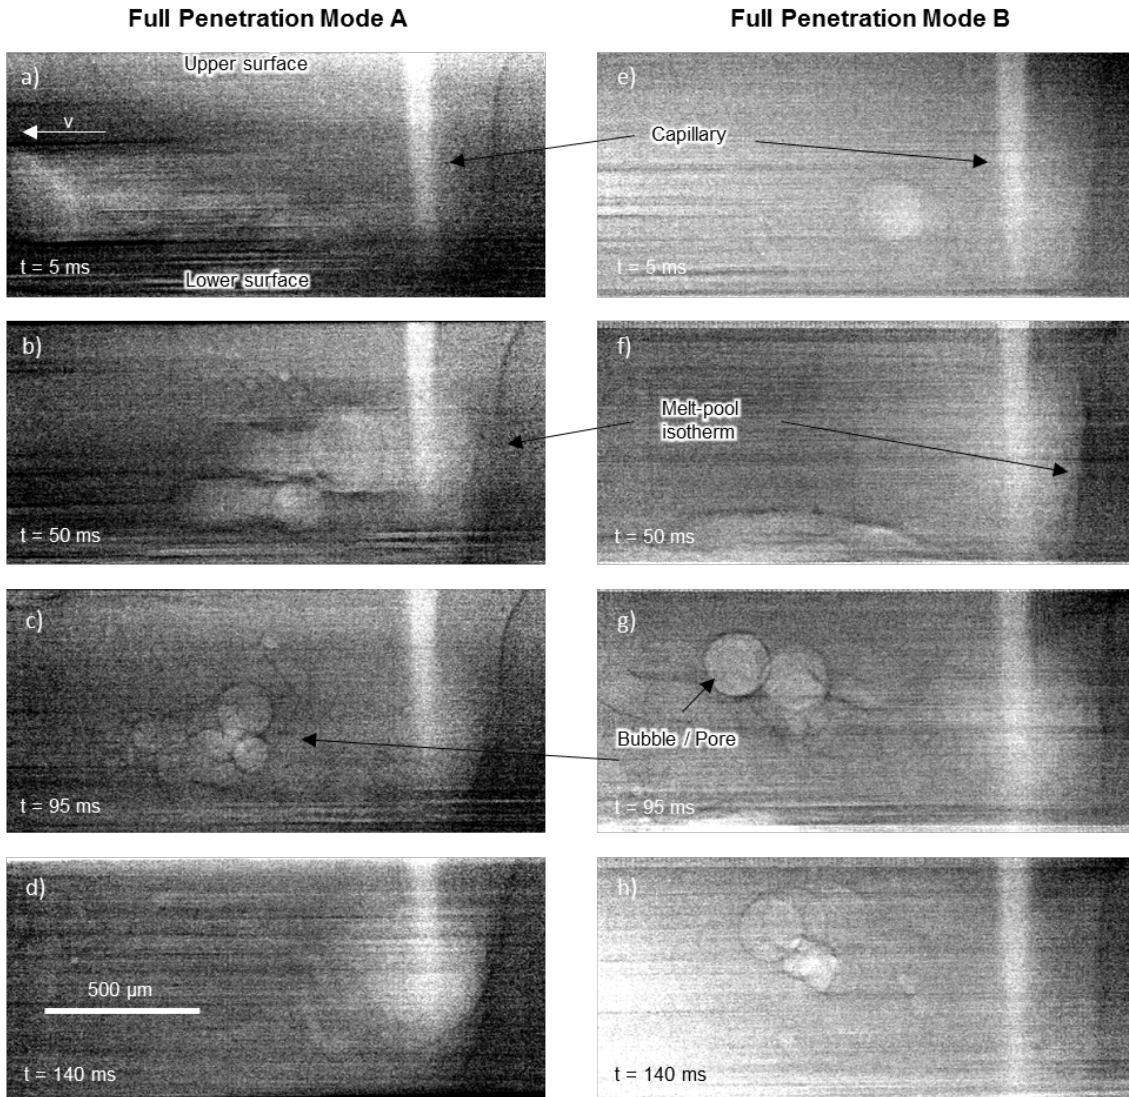 Full Penetration Mode A
Full Penetration Mode B
a)
Upper surface
v
t = 5 ms
Lower surface
e)
Capillary
t = 5 ms
b)
t = 50 ms
f)
Melt-pool
isotherm
t = 50 ms
c)
t = 95 ms
g)
Bubble / Pore
t = 95 ms
d)
500 µm
t = 140 ms
h)
t = 140 ms